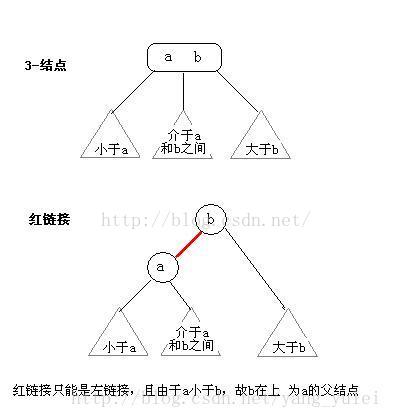 a b
3-结点
小于a
介于a
和b之间
大于b
红链接
http://blog.csdn.net/
b
a
小于a
介于a
和b之间
大于b
红链接只能是左链接，且由于a小于b，故b在上 为a的父结点
http://blog.csdn.net/yang_yulei